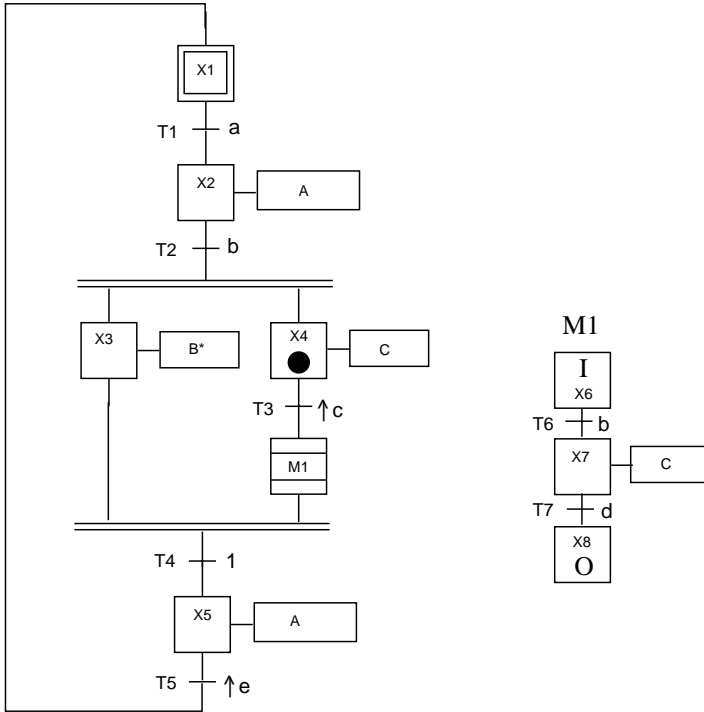 X1
T1 a
X2 A
T2 b
X3 B*
X4 C
T3 ↑c
M1
T4 1
X5 A
T5 ↑e
M1
I
X6
T6 b
X7 C
T7 d
X8
O